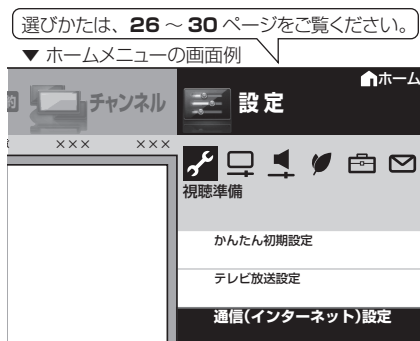 選びかたは、26～30ページをご覧ください。
▼ ホームメニューの画面例
ホーム
チャンネル
設定
××× ×××
視聴準備
かんたん初期設定
テレビ放送設定
通信(インターネット)設定